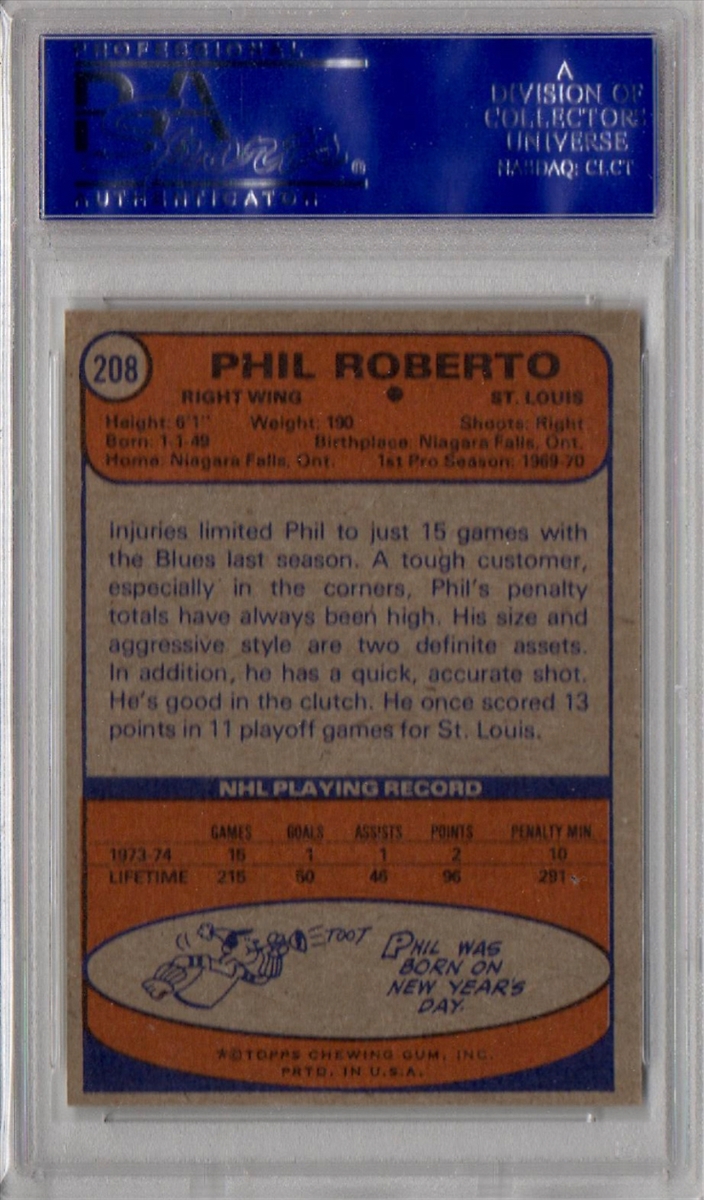 PROFESSIONAL
PSA
AUTHENTICATOR
®
A
DIVISION OF
COLLECTORS
UNIVERSE
NASDAQ: CLCT
208
PHIL ROBERTO
RIGHT WING ST. LOUIS
Height: 6'1" Weight: 190 Shoots: Right
Born: 1-1-49 Birthplace: Niagara Falls, Ont.
Home: Niagara Falls, Ont. 1st Pro Season: 1969-70
Injuries limited Phil to just 15 games with
the Blues last season. A tough customer,
especially in the corners, Phil's penalty
totals have always been high. His size and
aggressive style are two definite assets.
In addition, he has a quick, accurate shot.
He's good in the clutch. He once scored 13
points in 11 playoff games for St. Louis.
NHL PLAYING RECORD
GAMES GOALS ASSISTS POINTS PENALTY MIN.
1973-74 15 1 1 2 10
LIFETIME 215 50 46 96 291
TOOT
PHIL WAS
BORN ON
NEW YEAR'S
DAY.
*©TOPPS CHEWING GUM, INC.
PRTD. IN U.S.A.